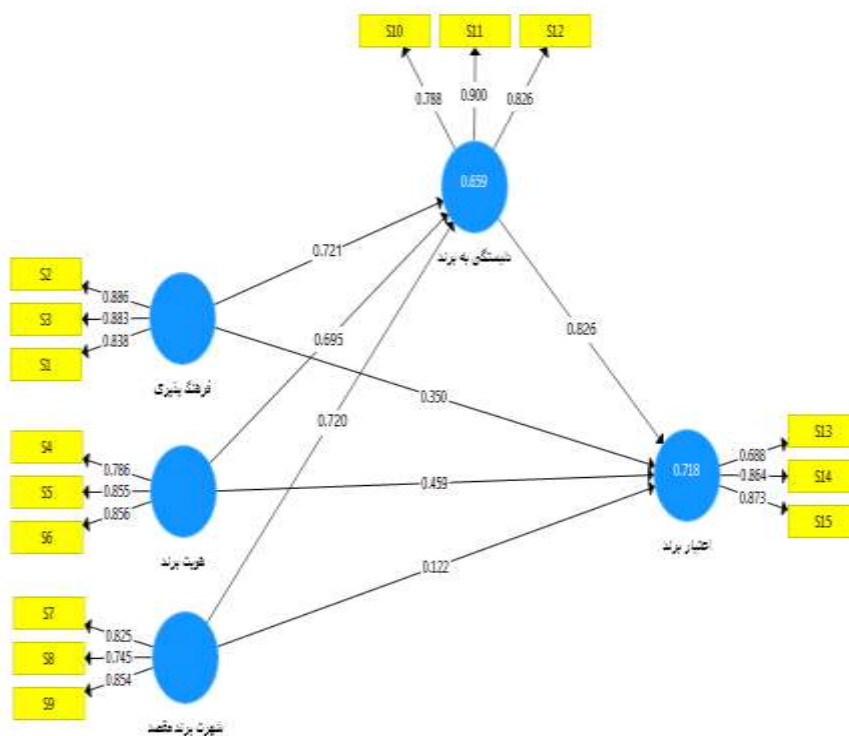 S10 S11 S12
0.788 0.900 0.826
0.859
دلبستگی به برند
0.721
S2 0.886
S3 0.883
S1 0.838
فرهنگ پذیری
0.695
0.826
0.350
0.720
S4 0.786
S5 0.855
S6 0.856
هویت برند
0.459
0.718
اعتبار برند
0.688 S13
0.864 S14
0.873 S15
0.122
S7 0.825
S8 0.745
S9 0.854
شهرت برند مقصد